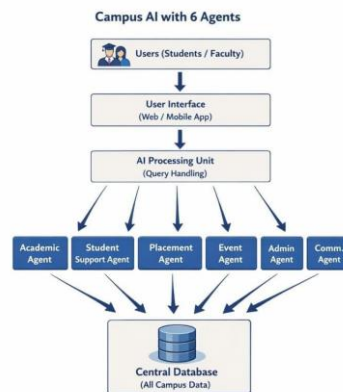 Campus AI with 6 Agents
Users (Students / Faculty)
User Interface
(Web / Mobile App)
AI Processing Unit
(Query Handling)
Academic
Agent
Student
Support Agent
Placement
Agent
Event
Agent
Admin
Agent
Comm.
Agent
Central Database
(All Campus Data)